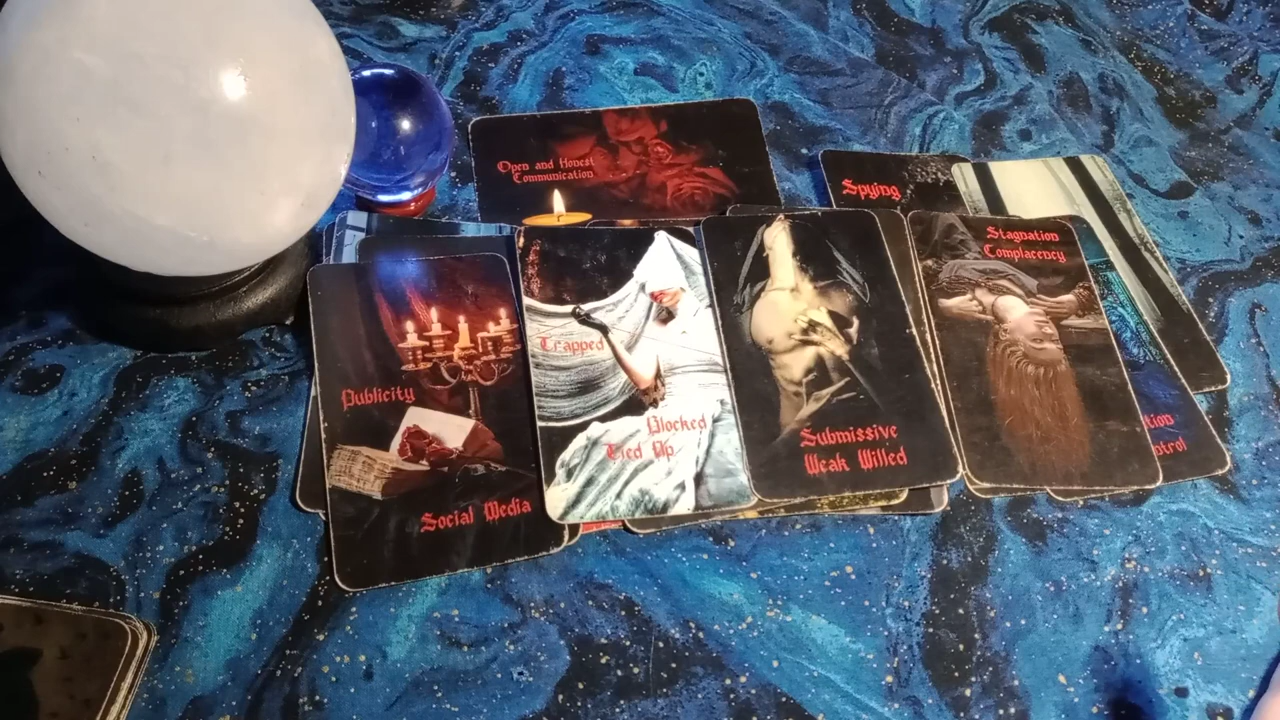 Open and Honest
Communication
Spying
Stagnation
Complacency
Trapped
Publicity
Blocked
Tied Up
Submissive
Weak Willed
Social Media